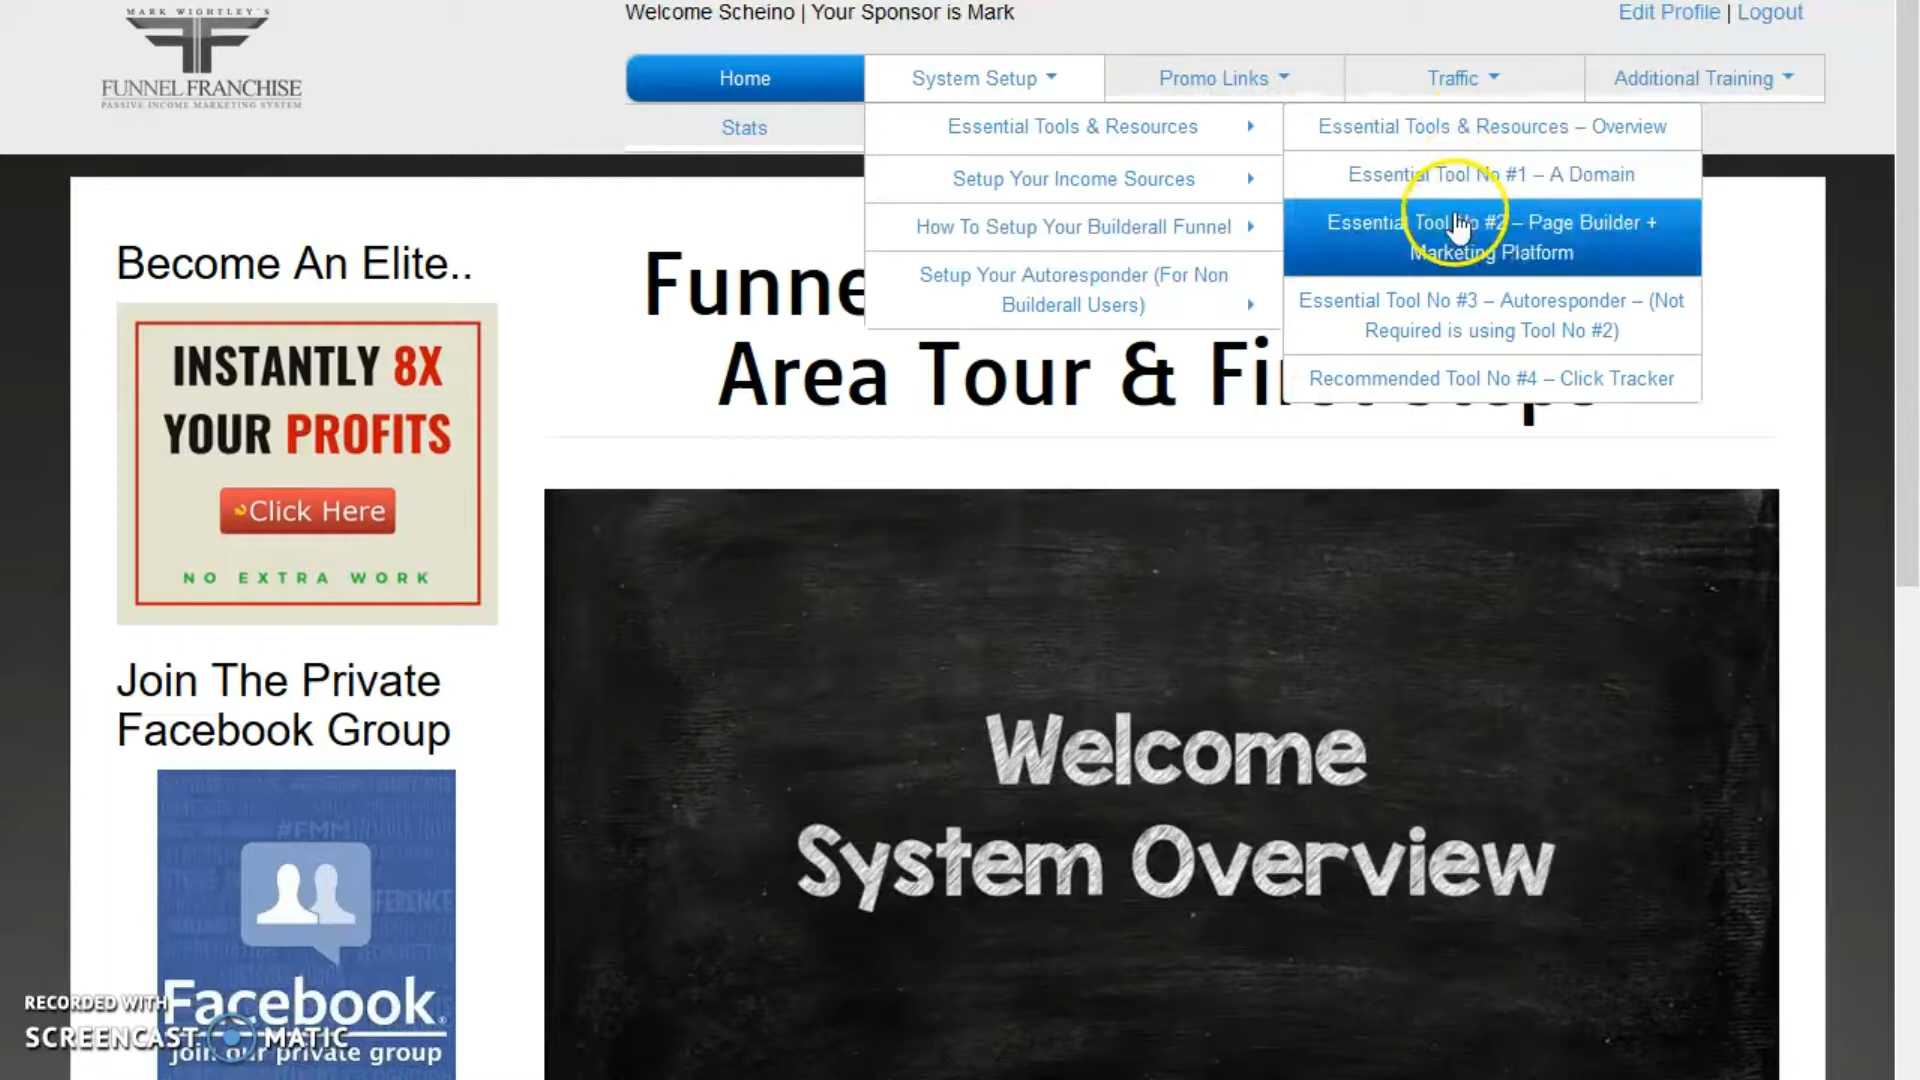 MARK WIGHTLEY'S
FUNNEL FRANCHISE
PASSIVE INCOME MARKETING SYSTEM
Welcome Scheino | Your Sponsor is Mark
Edit Profile | Logout
Home
System Setup
Promo Links
Traffic
Additional Training
Stats
Essential Tools & Resources
Setup Your Income Sources
How To Setup Your Builderall Funnel
Setup Your Autoresponder (For Non
Builderall Users)
Essential Tools & Resources – Overview
Essential Tool No #1 – A Domain
Essential Tool No #2 – Page Builder +
Marketing Platform
Essential Tool No #3 – Autoresponder – (Not
Required is using Tool No #2)
Recommended Tool No #4 – Click Tracker
Become An Elite..
INSTANTLY 8X
YOUR PROFITS
Click Here
NO EXTRA WORK
Join The Private
Facebook Group
#FMM
Facebook
join our private group
Funne
Area Tour & First Steps
Welcome
System Overview
RECORDED WITH
SCREENCAST MATIC